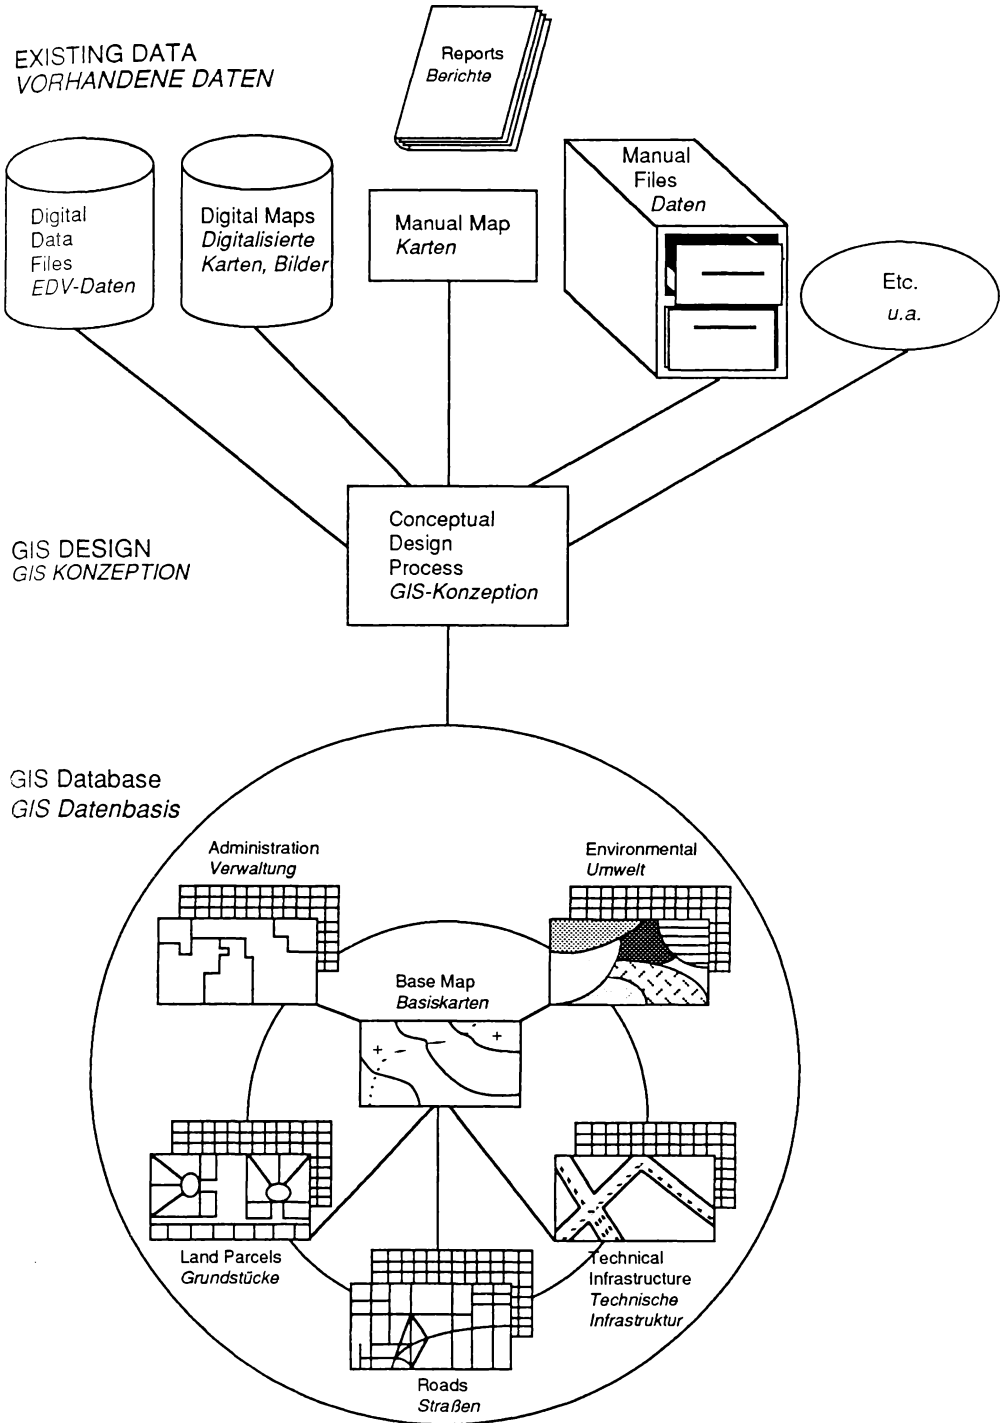 EXISTING DATA
VORHANDENE DATEN
Reports
Berichte
Digital
Data
Files
EDV-Daten
Digital Maps
Digitalisierte
Karten, Bilder
Manual Map
Karten
Manual
Files
Daten
Etc.
u.a.
GIS DESIGN
GIS KONZEPTION
Conceptual
Design
Process
GIS-Konzeption
GIS Database
GIS Datenbasis
Administration
Verwaltung
Environmental
Umwelt
Base Map
Basiskarten
Land Parcels
Grundstücke
Technical
Infrastructure
Technische
Infrastruktur
Roads
Straßen